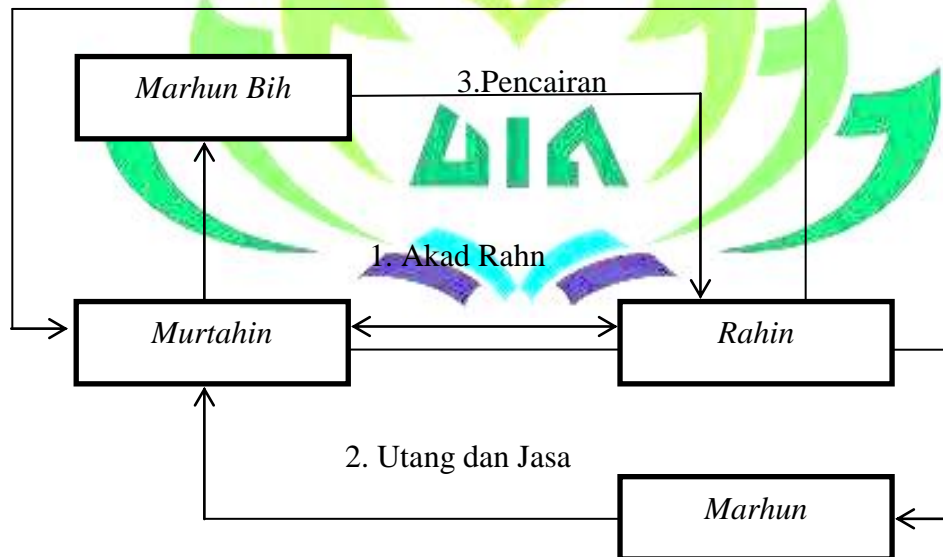 3.Pencairan
Marhun Bih
1. Akad Rahn
Murtahin
Rahin
2. Utang dan Jasa
Marhun